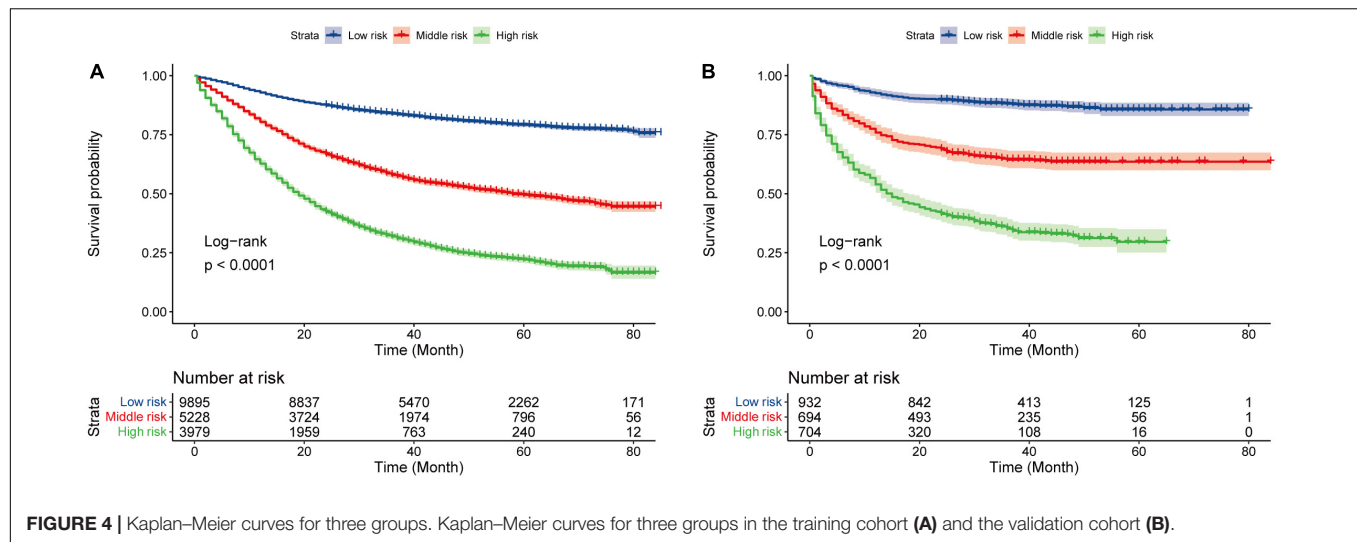 Strata Low risk Middle risk High risk
A
Survival probability
1.00
0.75
0.50
0.25
0.00
Log-rank
p < 0.0001
0 20 40 60 80
Time (Month)
Number at risk
Strata
Low risk 9895 8837 5470 2262 171
Middle risk 5228 3724 1974 796 56
High risk 3979 1959 763 240 12
0 20 40 60 80
Time (Month)
Strata Low risk Middle risk High risk
B
Survival probability
1.00
0.75
0.50
0.25
0.00
Log-rank
p < 0.0001
0 20 40 60 80
Time (Month)
Number at risk
Strata
Low risk 932 842 413 125 1
Middle risk 694 493 235 56 1
High risk 704 320 108 16 0
0 20 40 60 80
Time (Month)
FIGURE 4 | Kaplan–Meier curves for three groups. Kaplan–Meier curves for three groups in the training cohort (A) and the validation cohort (B).